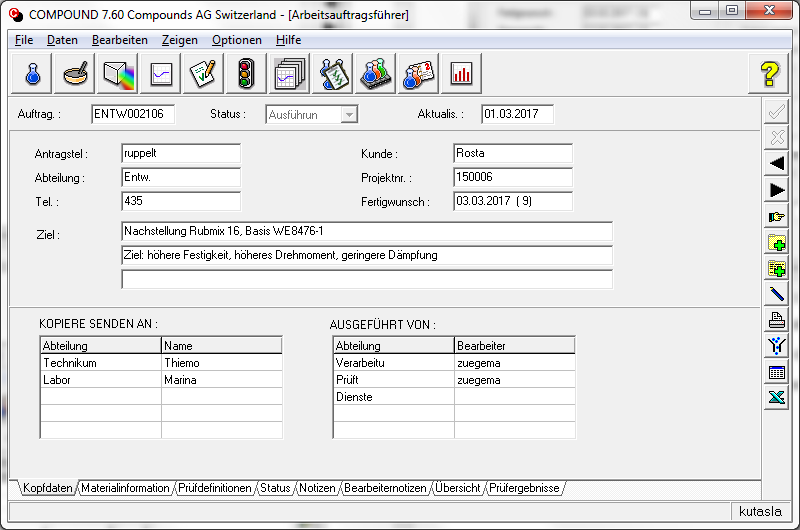 COMPOUND 7.60 Compounds AG Switzerland - [Arbeitsauftragsführer]
File Daten Bearbeiten Zeigen Optionen Hilfe
Auftrag. : ENTW002106 Status : Ausführun Aktualis. : 01.03.2017
Antragstel : ruppelt Kunde : Rosta
Abteilung : Entw. Projektnr. : 150006
Tel. : 435 Fertigwunsch : 03.03.2017 ( 9)
Ziel : Nachstellung Rubmix 16, Basis WE8476-1
Ziel: höhere Festigkeit, höheres Drehmoment, geringere Dämpfung
KOPIERE SENDEN AN : AUSGEFÜHRT VON :
Abteilung Name Abteilung Bearbeiter
Technikum Thiemo Verarbeitu zuegema
Labor Marina Prüft zuegema
Dienste
Kopfdaten Materialinformation Prüfdefinitionen Status Notizen Bearbeiternotizen Übersicht Prüfergebnisse
kutasla